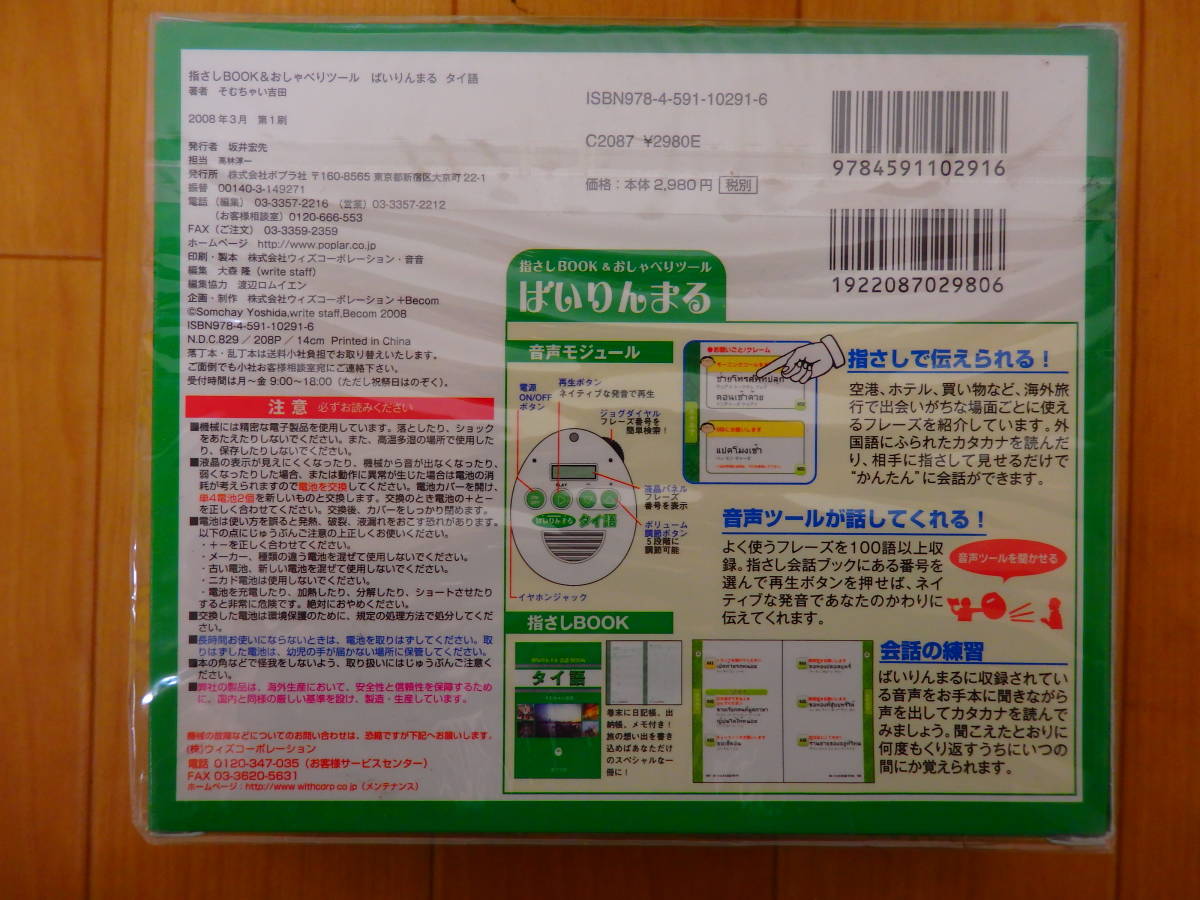 指さしBOOK＆おしゃべりツール　ばいりんまる　タイ語
著者　そむちゃい吉田
2008年3月　第1刷
発行者　坂井宏先
担当　高林淳一
発行所　株式会社ポプラ社 〒160-8565 東京都新宿区大京町22-1
振替　00140-3-149271
電話（編集）　03-3357-2216　（営業）03-3357-2212
（お客様相談室）0120-666-553
FAX（ご注文）　03-3359-2359
ホームページ　http://www.poplar.co.jp
印刷・製本　株式会社ウィズコーポレーション・音音
編集　大森 隆（write staff）
編集協力　渡辺ロムイエン
企画・制作　株式会社ウィズコーポレーション＋Becom
©Somchay Yoshida,write staff,Becom 2008
ISBN978-4-591-10291-6
N.D.C.829／208P／14cm　Printed in China
落丁本・乱丁本は送料小社負担でお取り替えいたします。
ご面倒でも小社お客様相談室宛にご連絡下さい。
受付時間は月～金 9:00～18:00（ただし祝祭日はのぞく）。
注意　必ずお読みください
■機械には精密な電子製品を使用しています。落としたり、ショック
をあたえたりしないでください。また、高温多湿の場所で使用した
り、保存したりしないでください。
■液晶の表示が見えにくくなったり、機械から音が出なくなったり、
弱くなったりした場合、または動作に異常が生じた場合は電池の消
耗が考えられますので電池を交換してください。電池カバーを開け、
単4電池2個を新しいものと交換します。交換のとき電池の＋と－
を正しく合わせてください。交換後、カバーをしっかり閉めます。
■電池は使い方を誤ると発熱、破裂、液漏れをおこす恐れがあります。
以下の点にじゅうぶんご注意の上正しくお使いください。
・＋－を正しく合わせてください。
・メーカー、種類の違う電池を混ぜて使用しないでください。
・古い電池、新しい電池を混ぜて使用しないでください。
・ニカド電池は使用しないでください。
・電池を充電したり、加熱したり、分解したり、ショートさせたり
すると非常に危険です。絶対におやめください。
■交換した電池は環境保護のために、規定の処理方法で処分してくだ
さい。
■長時間お使いにならないときは、電池を取りはずしてください。取
りはずした電池は、幼児の手が届かない場所に保管してください。
■本の角などで怪我をしないよう、取り扱いにはじゅうぶんご注意く
ださい。
■弊社の製品は、海外生産において、安全性と信頼性を保障するため
に、国内と同様の厳しい基準を設け、製造・生産しています。
機械の故障などについてのお問い合わせは、恐縮ですが下記へお願いします。
(株)ウィズコーポレーション
電話 0120-347-035（お客様サービスセンター）
FAX 03-3620-5631
ホームページ：http://www.withcorp.co.jp（メンテナンス）
ISBN978-4-591-10291-6
C2087 ¥2980E
価格：本体2,980円　税別
9784591102916
1922087029806
指さしBOOK＆おしゃべりツール
ばいりんまる
音声モジュール
電源
ON/OFF
ボタン
再生ボタン
ネイティブな発音で再生
ジョグダイヤル
フレーズ番号を
簡単検索！
PLAY
ばいりんまる　タイ語
液晶パネル
フレーズ
番号を表示
ボリューム
調節ボタン
5段階に
調節可能
イヤホンジャック
●お願いごと/クレーム
指さしで伝えられる！
空港、ホテル、買い物など、海外旅
行で出会いがちな場面ごとに使え
るフレーズを紹介しています。外
国語にふられたカタカナを読んだ
り、相手に指さして見せるだけで
“かんたん”に会話ができます。
音声ツールが話してくれる！
よく使うフレーズを100語以上収
録。指さし会話ブックにある番号を
選んで再生ボタンを押せば、ネイ
ティブな発音であなたのかわりに
伝えてくれます。
音声ツールを聞かせる
指さしBOOK
タイ語
巻末に日記帳、出
納帳、メモ付き！
旅の想い出を書き
込めばあなただけ
のスペシャルな一
冊に！
会話の練習
ばいりんまるに収録されてい
る音声をお手本に聞きながら
声を出してカタカナを読んで
みましょう。聞こえたとおりに
何度もくり返すうちにいつの
間にか覚えられます。